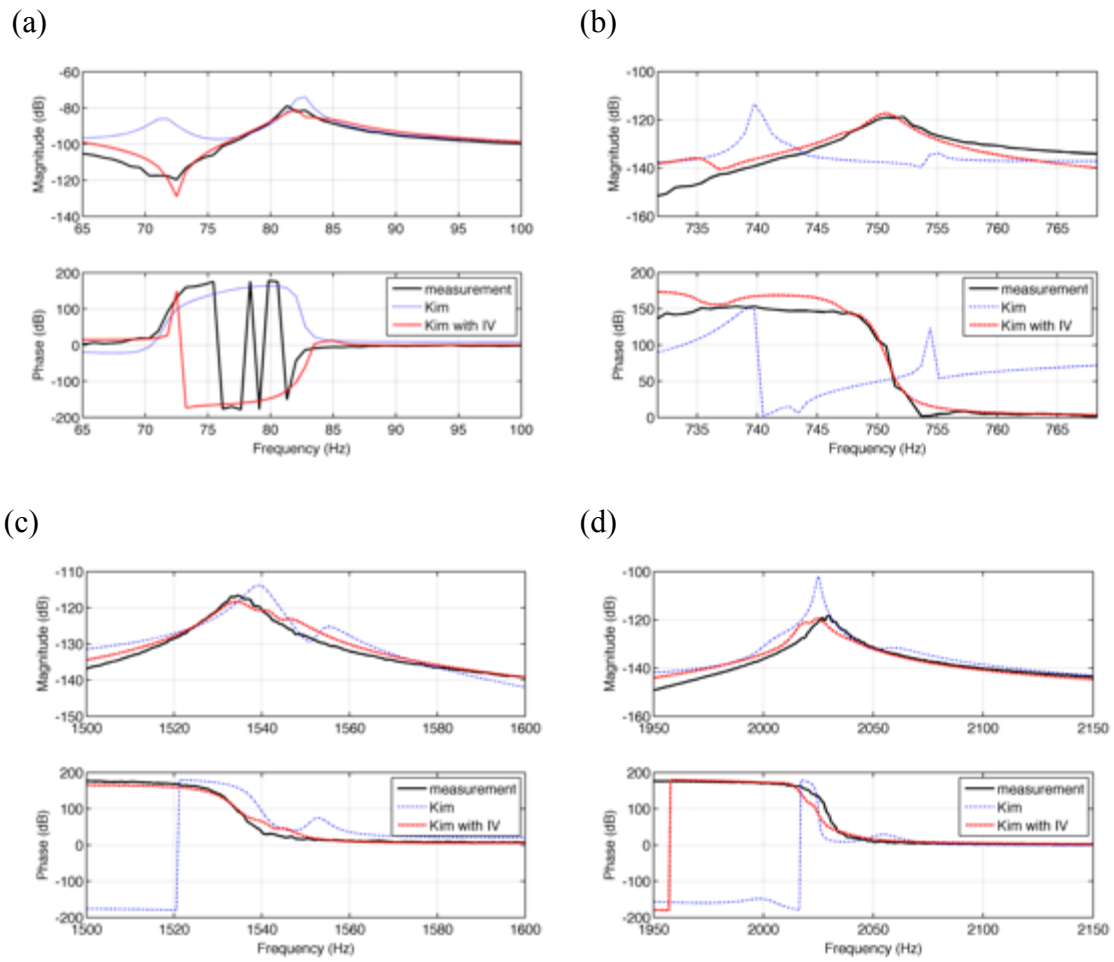 (a)
Magnitude (dB)
-60
-80
-100
-120
-140
65 70 75 80 85 90 95 100
Phase (dB)
200
100
0
-100
-200
measurement
Kim
Kim with IV
65 70 75 80 85 90 95 100
Frequency (Hz)
(b)
Magnitude (dB)
-100
-120
-140
-160
735 740 745 750 755 760 765
Phase (dB)
200
150
100
50
0
measurement
Kim
Kim with IV
735 740 745 750 755 760 765
Frequency (Hz)
(c)
Magnitude (dB)
-110
-120
-130
-140
-150
1500 1520 1540 1560 1580 1600
Phase (dB)
200
100
0
-100
-200
measurement
Kim
Kim with IV
1500 1520 1540 1560 1580 1600
Frequency (Hz)
(d)
Magnitude (dB)
-100
-120
-140
-160
1950 2000 2050 2100 2150
Phase (dB)
200
100
0
-100
-200
measurement
Kim
Kim with IV
1950 2000 2050 2100 2150
Frequency (Hz)